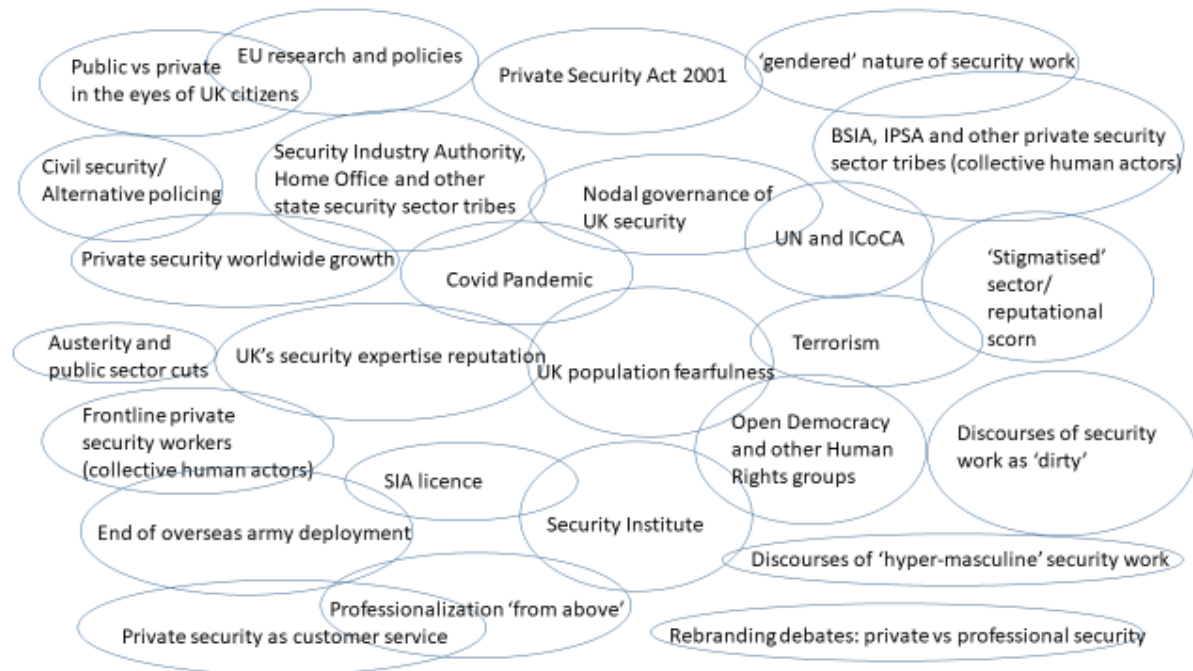 EU research and policies
Public vs private
in the eyes of UK citizens
Private Security Act 2001
‘gendered’ nature of security work
BSIA, IPSA and other private security
sector tribes (collective human actors)
Civil security/
Alternative policing
Security Industry Authority,
Home Office and other
state security sector tribes
Nodal governance of
UK security
UN and ICoCA
Private security worldwide growth
Covid Pandemic
‘Stigmatised’
sector/
reputational
scorn
Austerity and
public sector cuts
UK’s security expertise reputation
UK population fearfulness
Terrorism
Frontline private
security workers
(collective human actors)
Open Democracy
and other Human
Rights groups
Discourses of security
work as ‘dirty’
SIA licence
End of overseas army deployment
Security Institute
Discourses of ‘hyper-masculine’ security work
Professionalization ‘from above’
Private security as customer service
Rebranding debates: private vs professional security